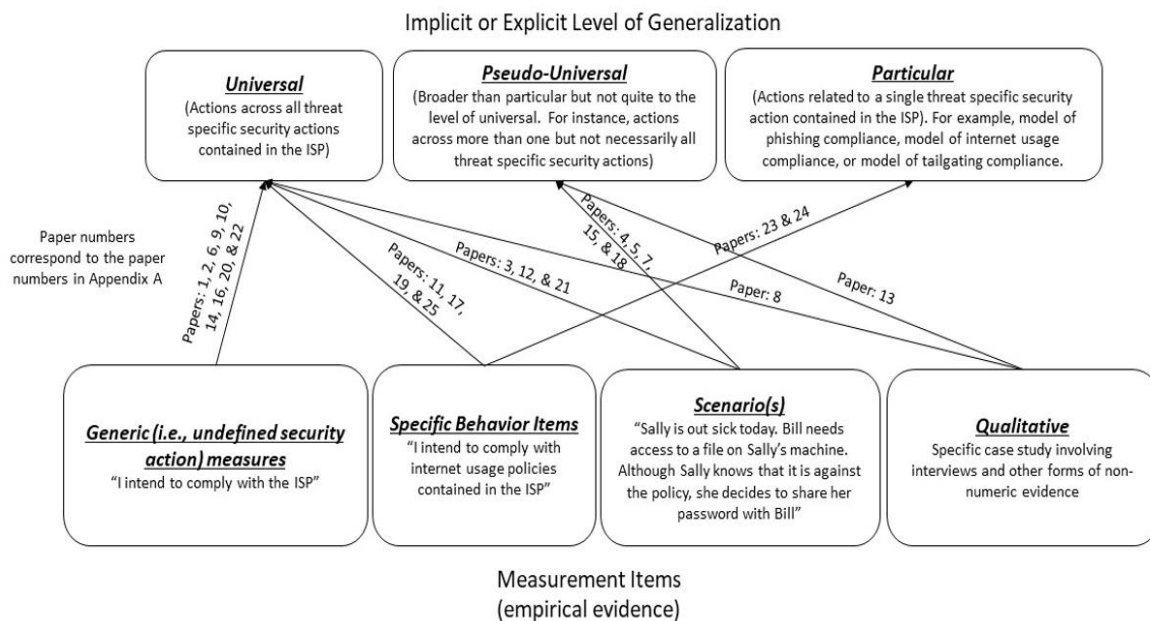 Implicit or Explicit Level of Generalization
Universal
(Actions across all threat
specific security actions
contained in the ISP)
Pseudo-Universal
(Broader than particular but not quite to the
level of universal. For instance, actions
across more than one but not necessarily all
threat specific security actions)
Particular
(Actions related to a single threat specific security
action contained in the ISP). For example, model of
phishing compliance, model of internet usage
compliance, or model of tailgating compliance.
Paper numbers
correspond to the paper
numbers in Appendix A
Papers: 1, 2, 6, 9, 10,
14, 16, 20, & 22
Papers: 11, 17,
19, & 25
Papers: 3, 12, & 21
Papers: 4, 5, 7,
15, & 18
Papers: 23 & 24
Paper: 8
Paper: 13
Generic (i.e., undefined security
action) measures
“I intend to comply with the ISP”
Specific Behavior Items
“I intend to comply with
internet usage policies
contained in the ISP”
Scenario(s)
“Sally is out sick today. Bill needs
access to a file on Sally’s machine.
Although Sally knows that it is against
the policy, she decides to share her
password with Bill”
Qualitative
Specific case study involving
interviews and other forms of non-
numeric evidence
Measurement Items
(empirical evidence)